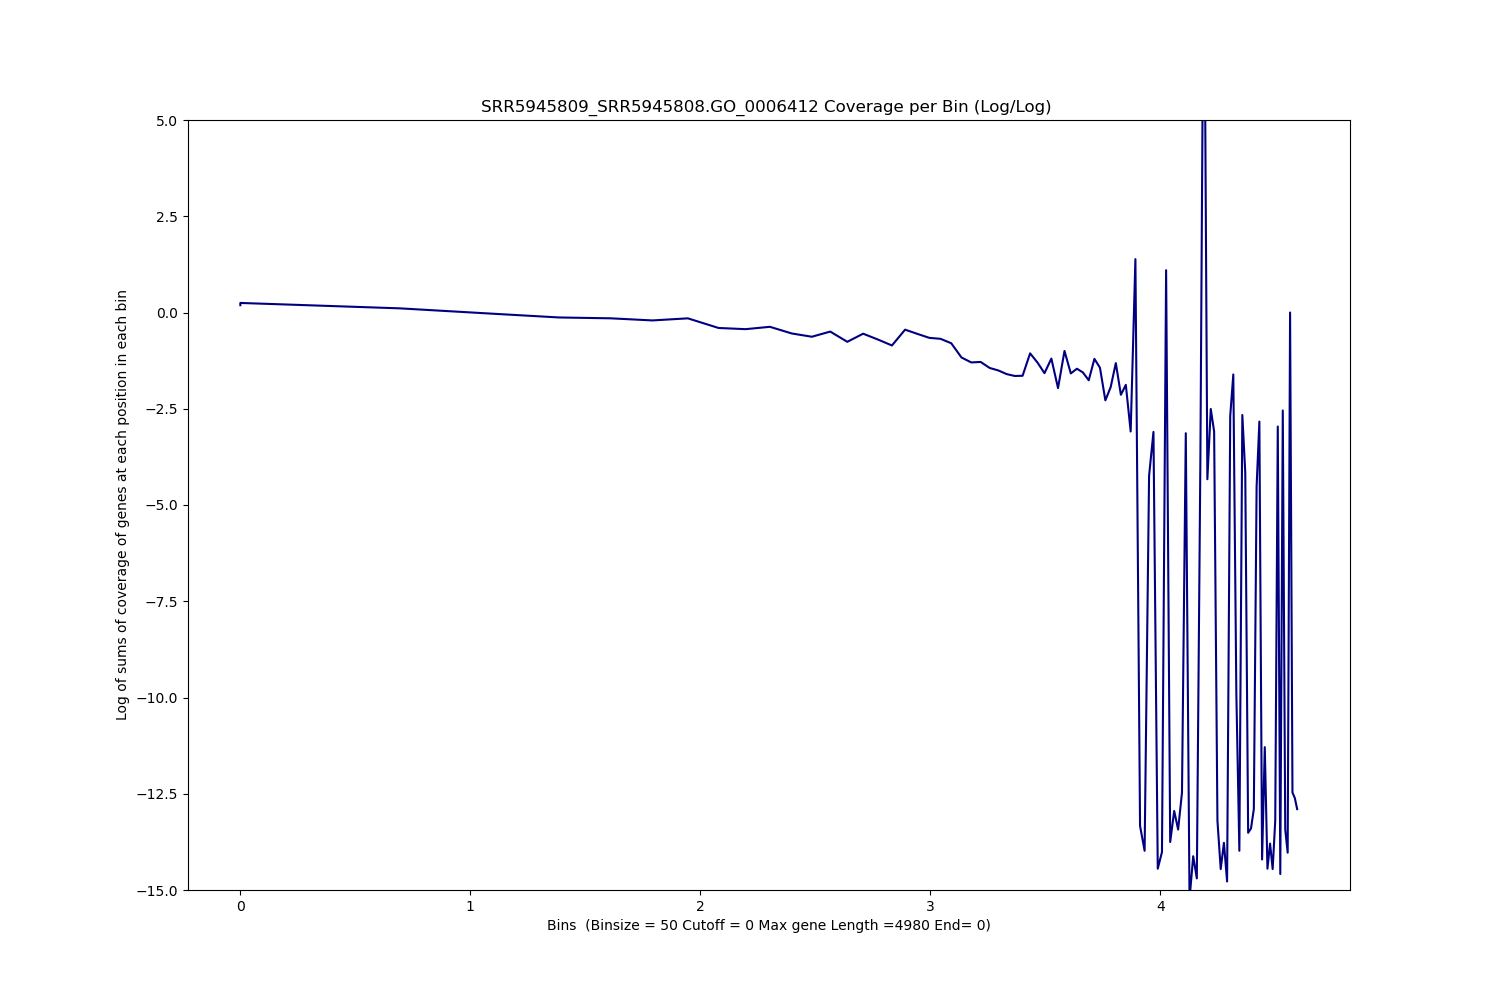 SRR5945809_SRR5945808.GO_0006412 Coverage per Bin (Log/Log)
Log of sums of coverage of genes at each position in each bin
5.0
2.5
0.0
−2.5
−5.0
−7.5
−10.0
−12.5
−15.0
0 1 2 3 4
Bins  (Binsize = 50 Cutoff = 0 Max gene Length =4980 End= 0)